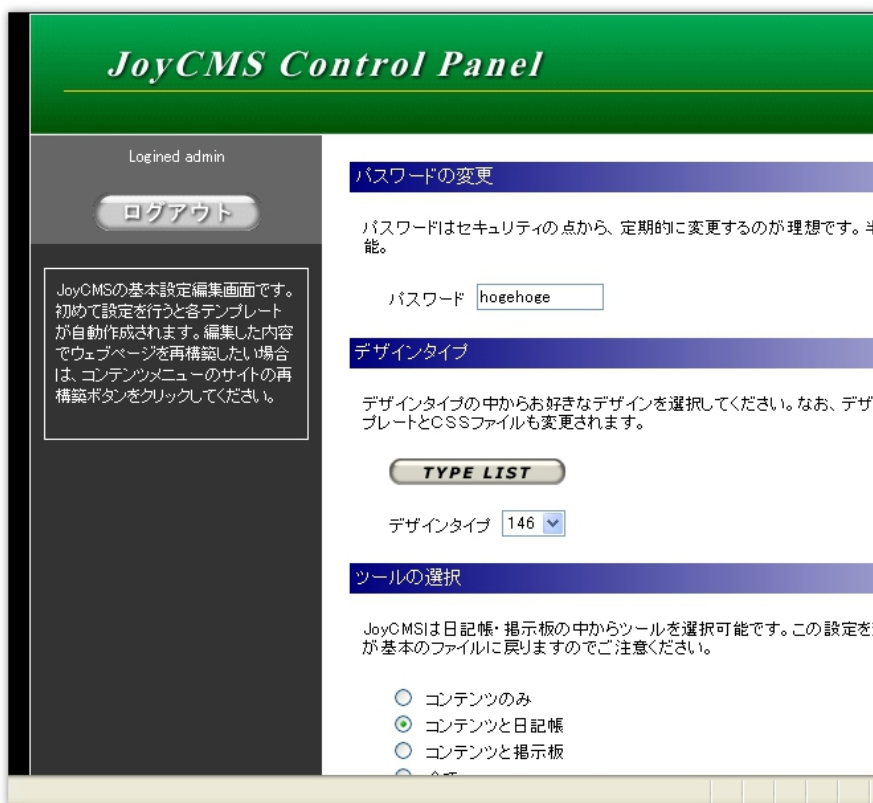 JoyCMS Control Panel
Logined admin
ログアウト
JoyCMSの基本設定編集画面です。
初めて設定を行うと各テンプレート
が自動作成されます。編集した内容
でウェブページを再構築したい場合
は、コンテンツメニューのサイトの再
構築ボタンをクリックしてください。
パスワードの変更
パスワードはセキュリティの点から、定期的に変更するのが理想です。半
能。
パスワード hogehoge
デザインタイプ
デザインタイプの中からお好きなデザインを選択してください。なお、デザ
プレートとCSSファイルも変更されます。
TYPE LIST
デザインタイプ 146
ツールの選択
JoyCMSは日記帳・掲示板の中からツールを選択可能です。この設定を
が基本のファイルに戻りますのでご注意ください。
コンテンツのみ
コンテンツと日記帳
コンテンツと掲示板